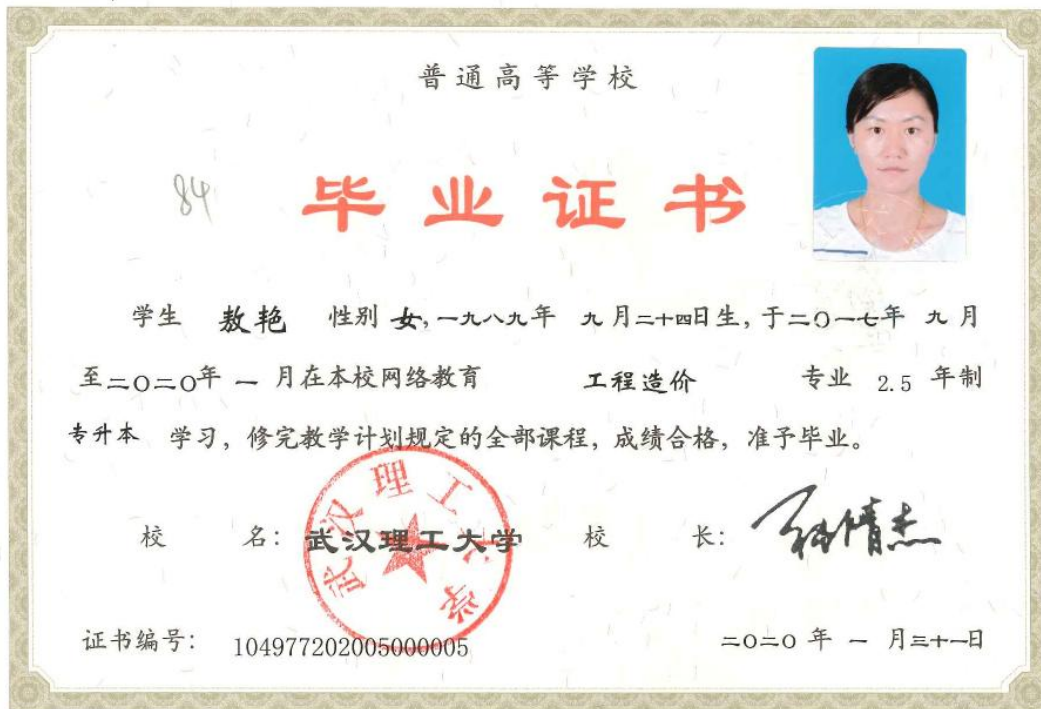 普通高等学校
84
毕业证书
学生 敖艳 性别 女，一九八九年 九月二十四日生，于二〇一七年 九月
至二〇二〇年 一 月在本校网络教育 工程造价 专业 2.5 年制
专升本 学习，修完教学计划规定的全部课程，成绩合格，准予毕业。
武汉理工大学
校 名：武汉理工大学 校 长：
证书编号： 104977202005000005 二〇二〇 年 一 月三十一日